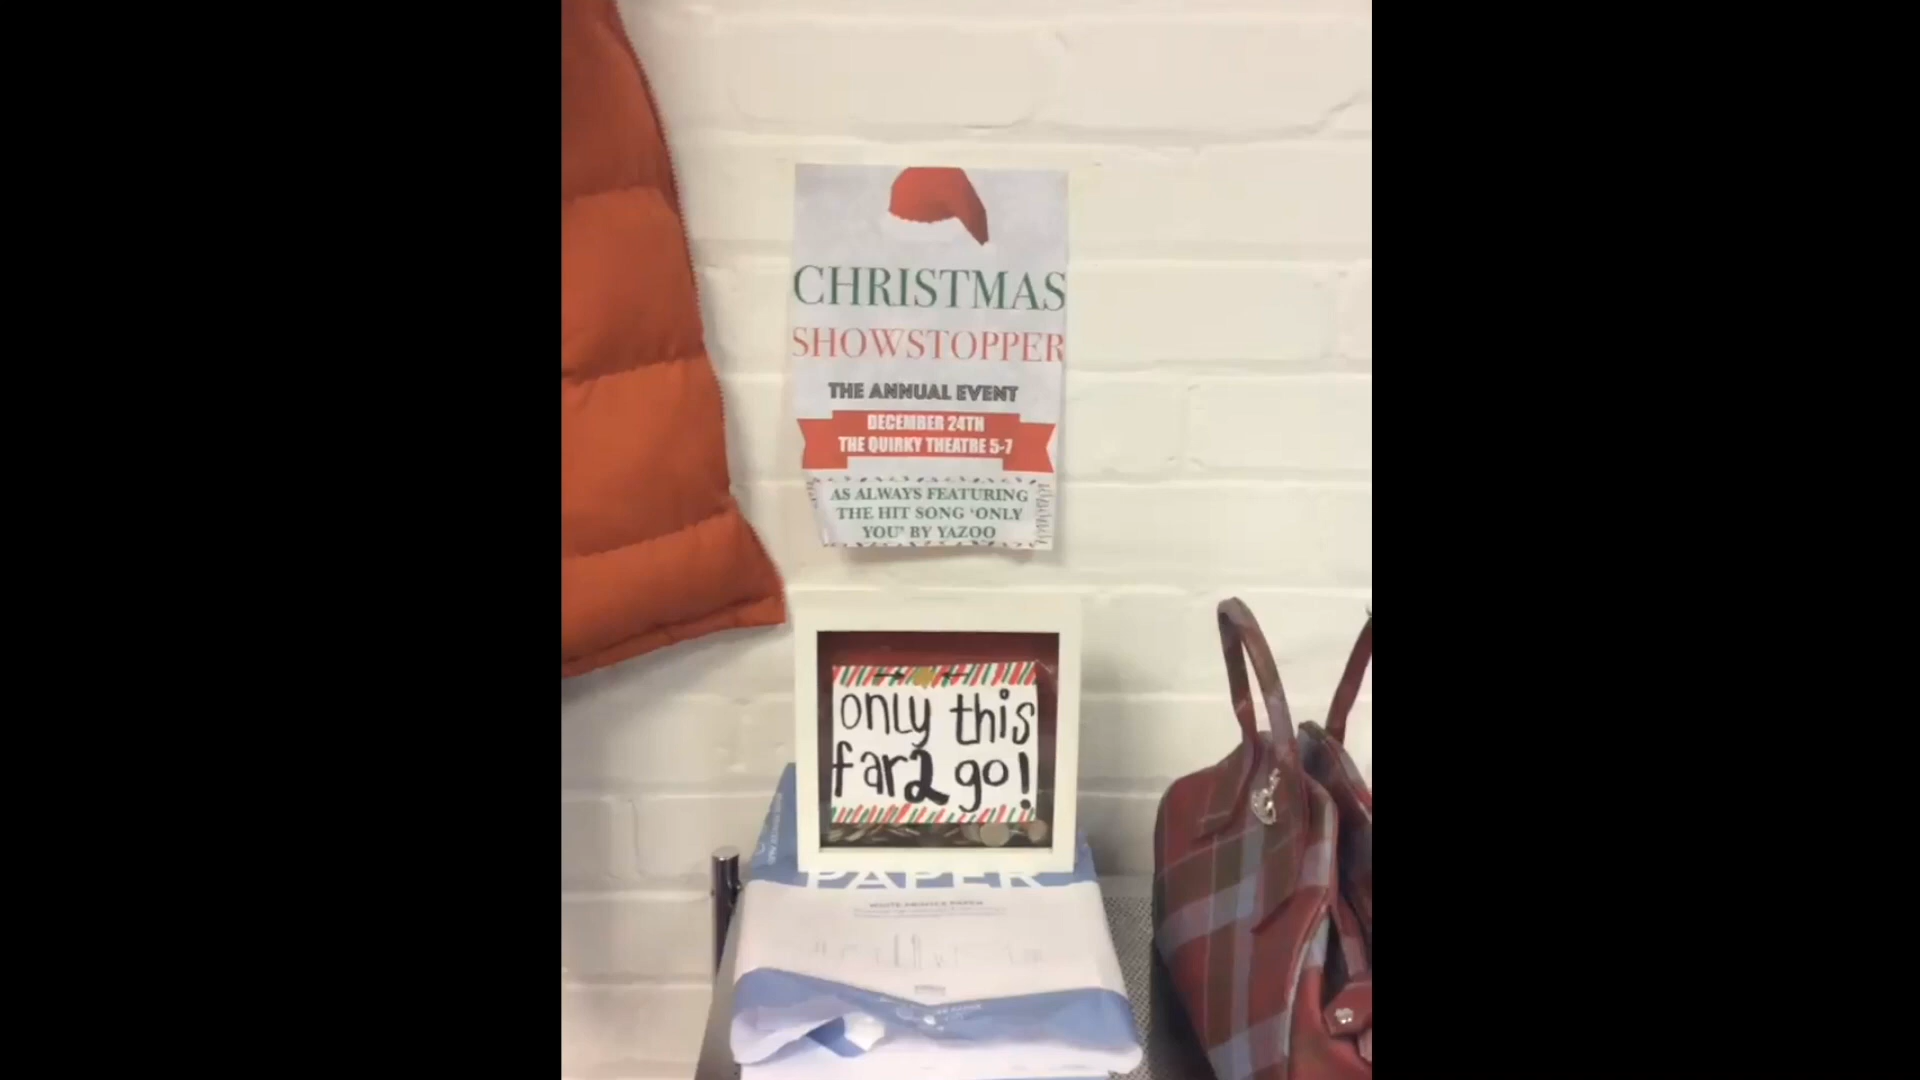 CHRISTMAS
SHOWSTOPPER
THE ANNUAL EVENT
DECEMBER 24TH
THE QUIRKY THEATRE 5-7
AS ALWAYS FEATURING
THE HIT SONG ‘ONLY
YOU’ BY YAZOO
only this
far2 go!
PAPER